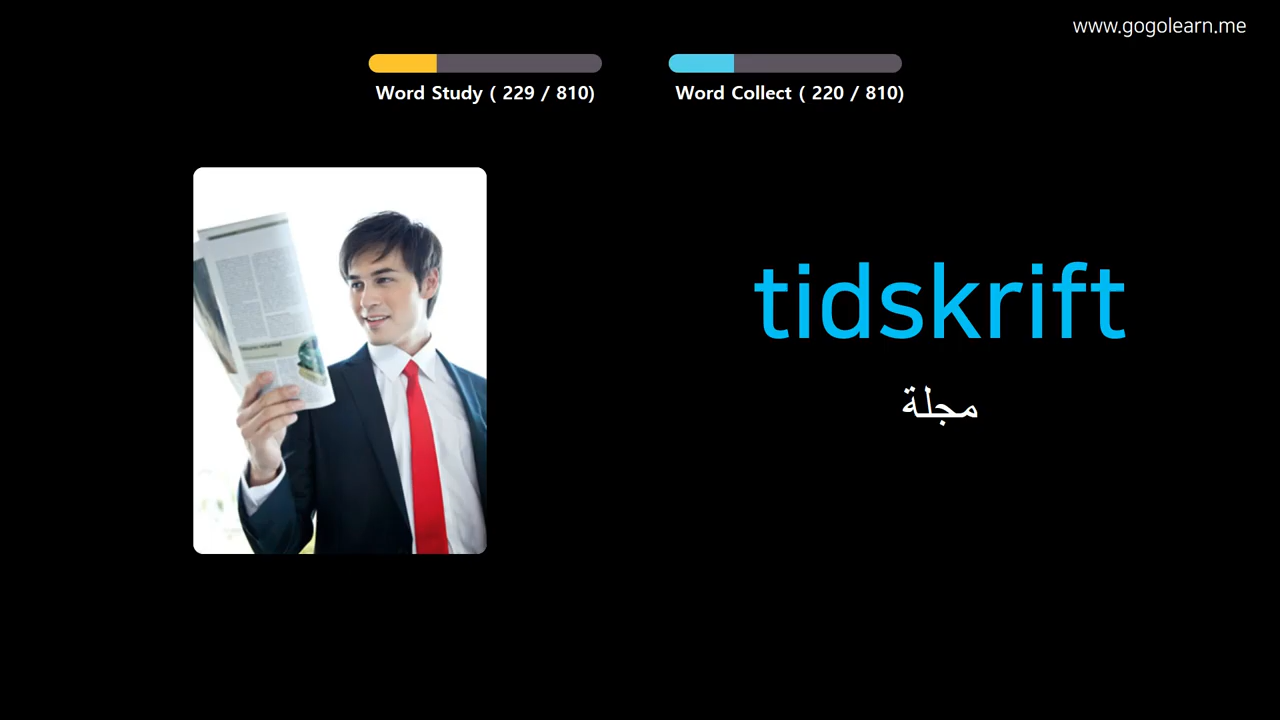 www.gogolearn.me
Word Study ( 229 / 810)
Word Collect ( 220 / 810)
tidskrift
مجلة